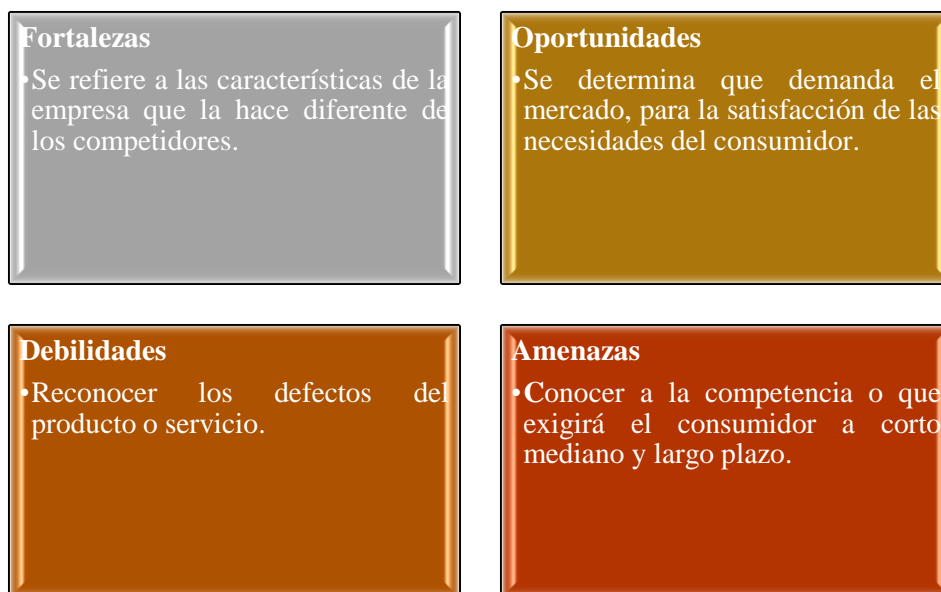 Fortalezas
•Se refiere a las características de la
empresa que la hace diferente de
los competidores.
Oportunidades
•Se determina que demanda el
mercado, para la satisfacción de las
necesidades del consumidor.
Debilidades
•Reconocer los defectos del
producto o servicio.
Amenazas
•Conocer a la competencia o que
exigirá el consumidor a corto
mediano y largo plazo.